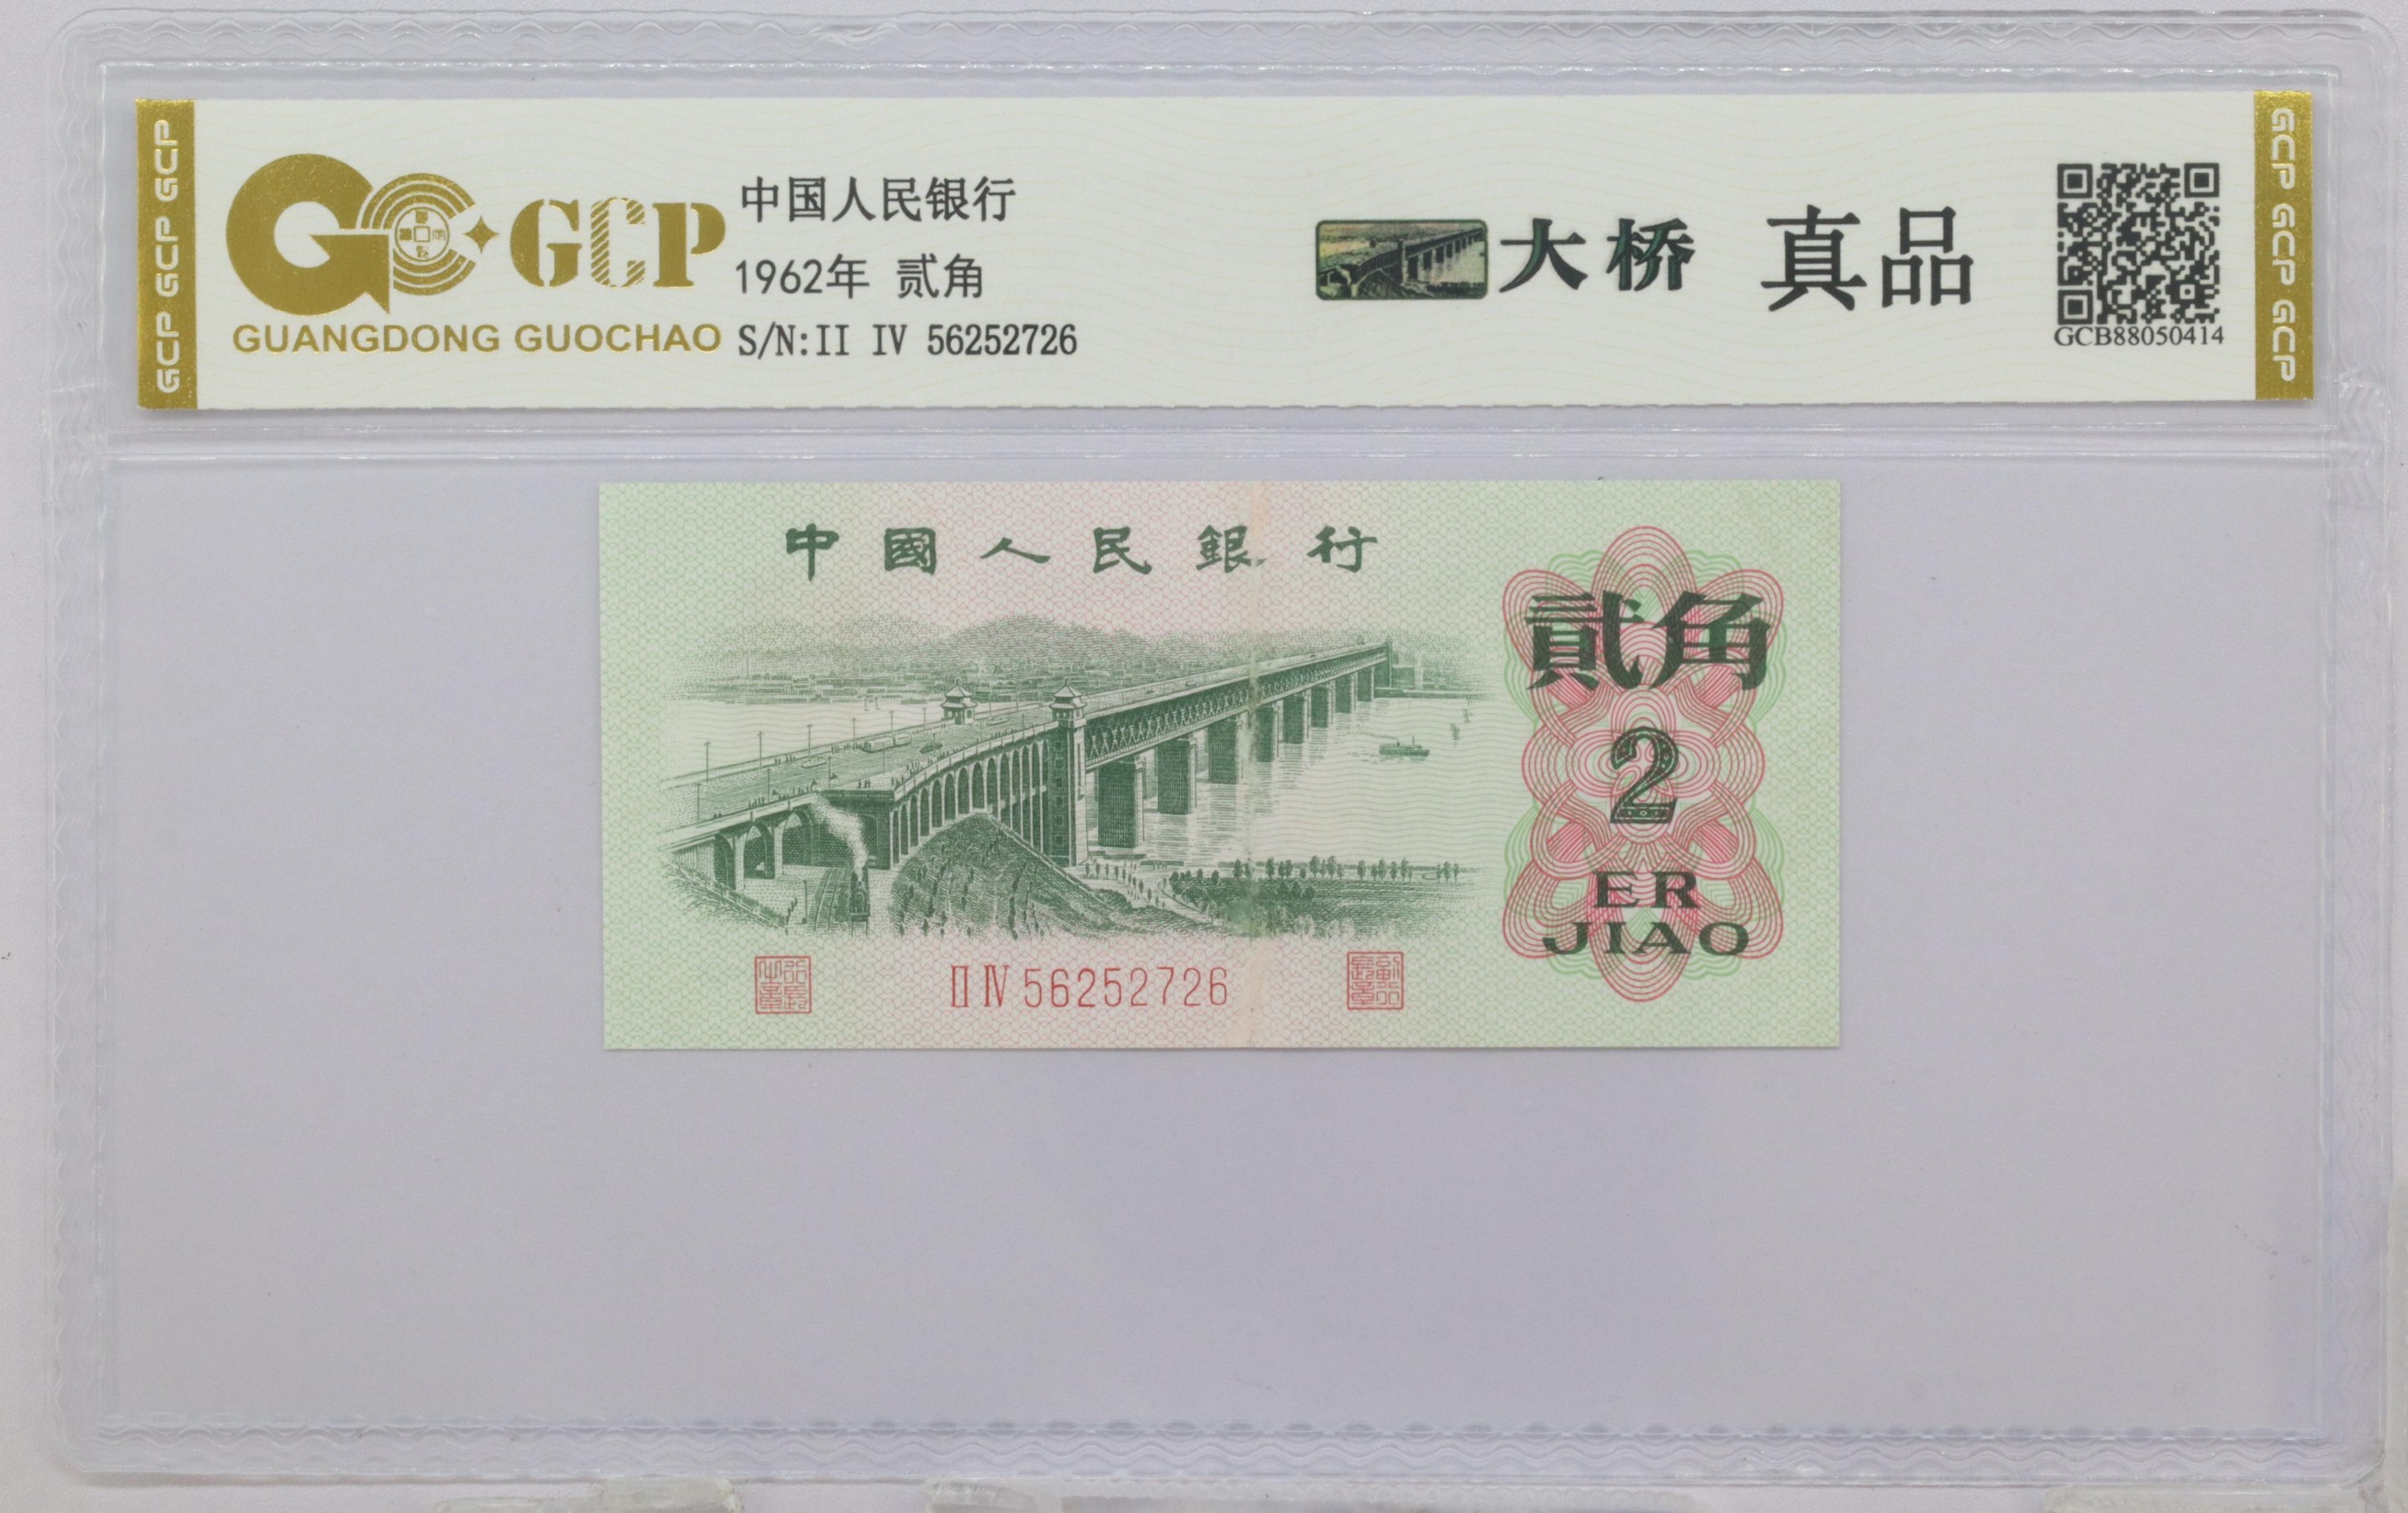 GCP GCP GCP
GCP
GUANGDONG GUOCHAO
中国人民银行
1962年 贰角
S/N:II IV 56252726
大桥 真品
GCB88050414
GCP GCP GCP
中國人民銀行
貳角
2
ER
JIAO
II IV 56252726